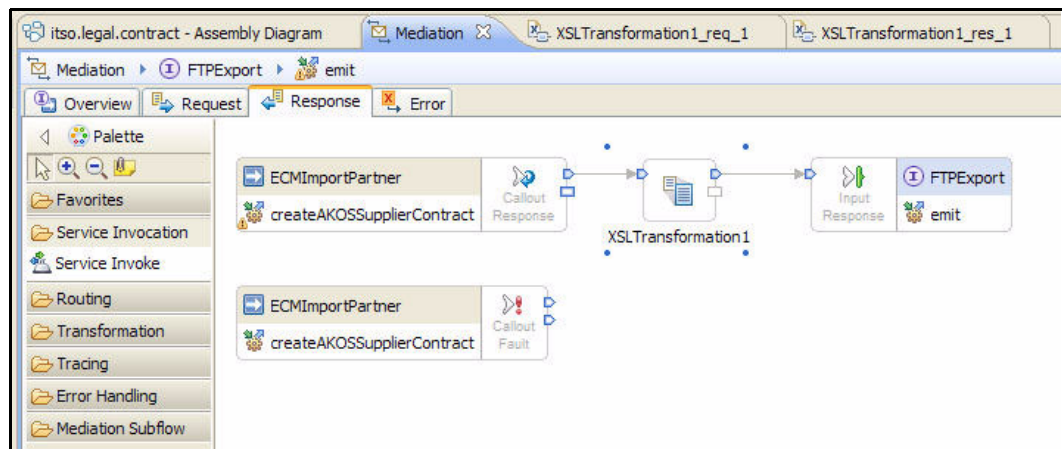 itso.legal.contract - Assembly Diagram Mediation XSLTransformation1_req_1 XSLTransformation1_res_1
Mediation FTPExport emit
Overview Request Response Error
Palette
Favorites
Service Invocation
Service Invoke
Routing
Transformation
Tracing
Error Handling
Mediation Subflow
ECMImportPartner
createAKOSSupplierContract
Callout
Response
XSLTransformation1
Input
Response
FTPExport
emit
ECMImportPartner
createAKOSSupplierContract
Callout
Fault